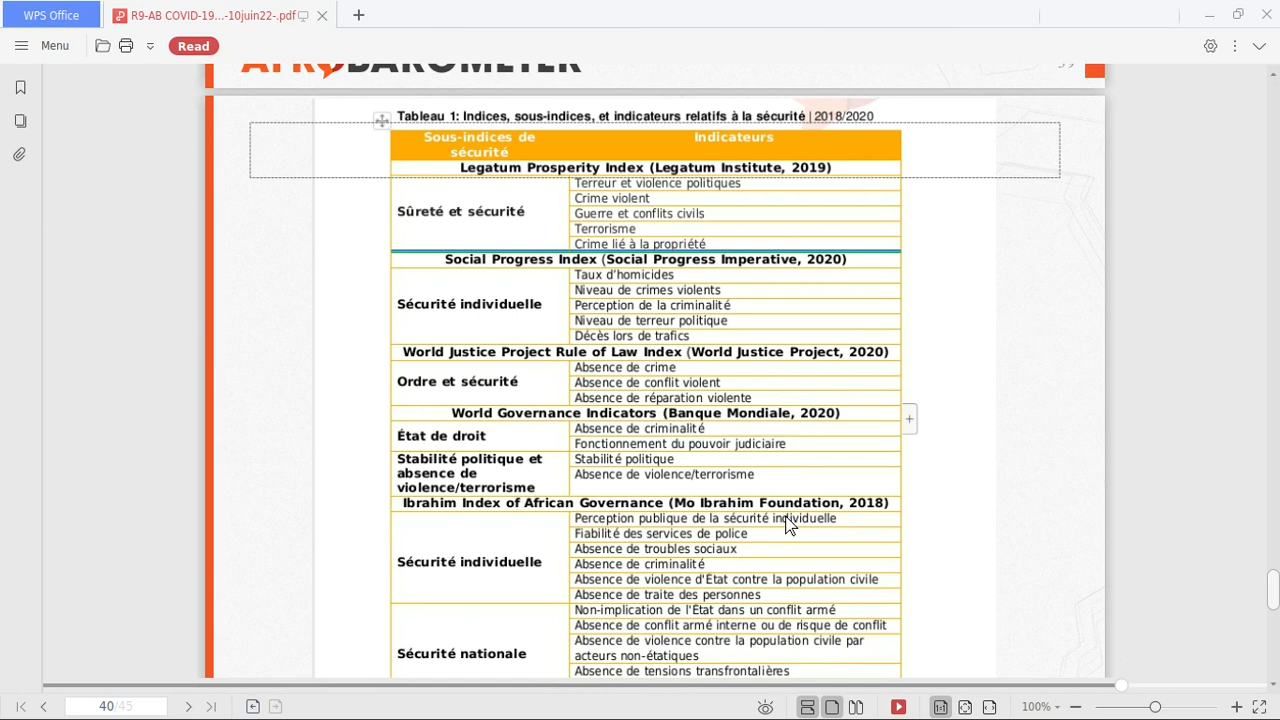 WPS Office
R9-AB COVID-19...-10juin22-.pdf
Menu
Read
AFROBAROMETER
39
Tableau 1: Indices, sous-indices, et indicateurs relatifs à la sécurité | 2018/2020
Sous-indices de sécurité
Indicateurs
Legatum Prosperity Index (Legatum Institute, 2019)
Sûreté et sécurité
Terreur et violence politiques
Crime violent
Guerre et conflits civils
Terrorisme
Crime lié à la propriété
Social Progress Index (Social Progress Imperative, 2020)
Sécurité individuelle
Taux d'homicides
Niveau de crimes violents
Perception de la criminalité
Niveau de terreur politique
Décès lors de trafics
World Justice Project Rule of Law Index (World Justice Project, 2020)
Ordre et sécurité
Absence de crime
Absence de conflit violent
Absence de réparation violente
World Governance Indicators (Banque Mondiale, 2020)
État de droit
Absence de criminalité
Fonctionnement du pouvoir judiciaire
Stabilité politique et
absence de
violence/terrorisme
Stabilité politique
Absence de violence/terrorisme
Ibrahim Index of African Governance (Mo Ibrahim Foundation, 2018)
Sécurité individuelle
Perception publique de la sécurité individuelle
Fiabilité des services de police
Absence de troubles sociaux
Absence de criminalité
Absence de violence d'État contre la population civile
Absence de traite des personnes
Sécurité nationale
Non-implication de l'État dans un conflit armé
Absence de conflit armé interne ou de risque de conflit
Absence de violence contre la population civile par
acteurs non-étatiques
Absence de tensions transfrontalières
40/45
100%